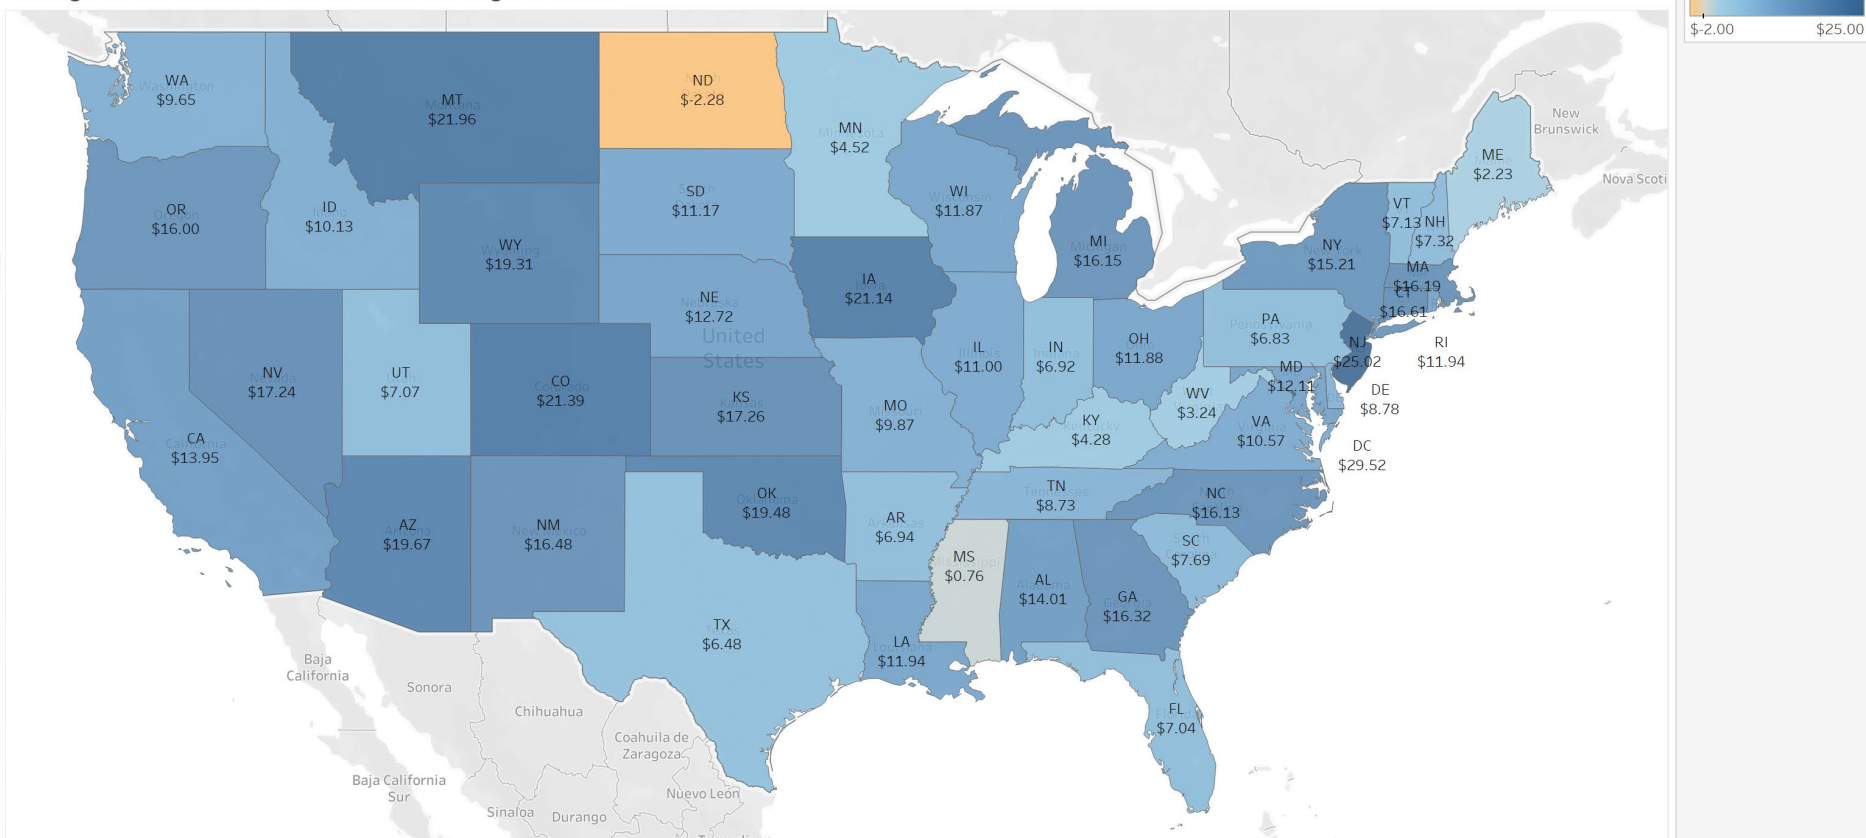 $-2.00
$25.00
WA
$9.65
MT
$21.96
ND
$-2.28
MN
$4.52
ME
$2.23
New
Brunswick
Nova Scoti
OR
$16.00
ID
$10.13
WY
$19.31
SD
$11.17
WI
$11.87
MI
$16.15
NY
$15.21
VT
$7.13
NH
$7.32
MA
$16.19
CT
$16.61
RI
$11.94
NE
$12.72
IA
$21.14
United
States
IL
$11.00
IN
$6.92
OH
$11.88
PA
$6.83
NJ
$25.02
MD
$12.11
DE
$8.78
DC
$29.52
NV
$17.24
UT
$7.07
CO
$21.39
KS
$17.26
MO
$9.87
KY
$4.28
WV
$3.24
VA
$10.57
CA
$13.95
AZ
$19.67
NM
$16.48
OK
$19.48
AR
$6.94
TN
$8.73
NC
$16.13
SC
$7.69
MS
$0.76
AL
$14.01
GA
$16.32
TX
$6.48
LA
$11.94
FL
$7.04
Baja
California
Sonora
Chihuahua
Coahuila de
Zaragoza
Baja California
Sur
Sinaloa
Durango
Nuevo León